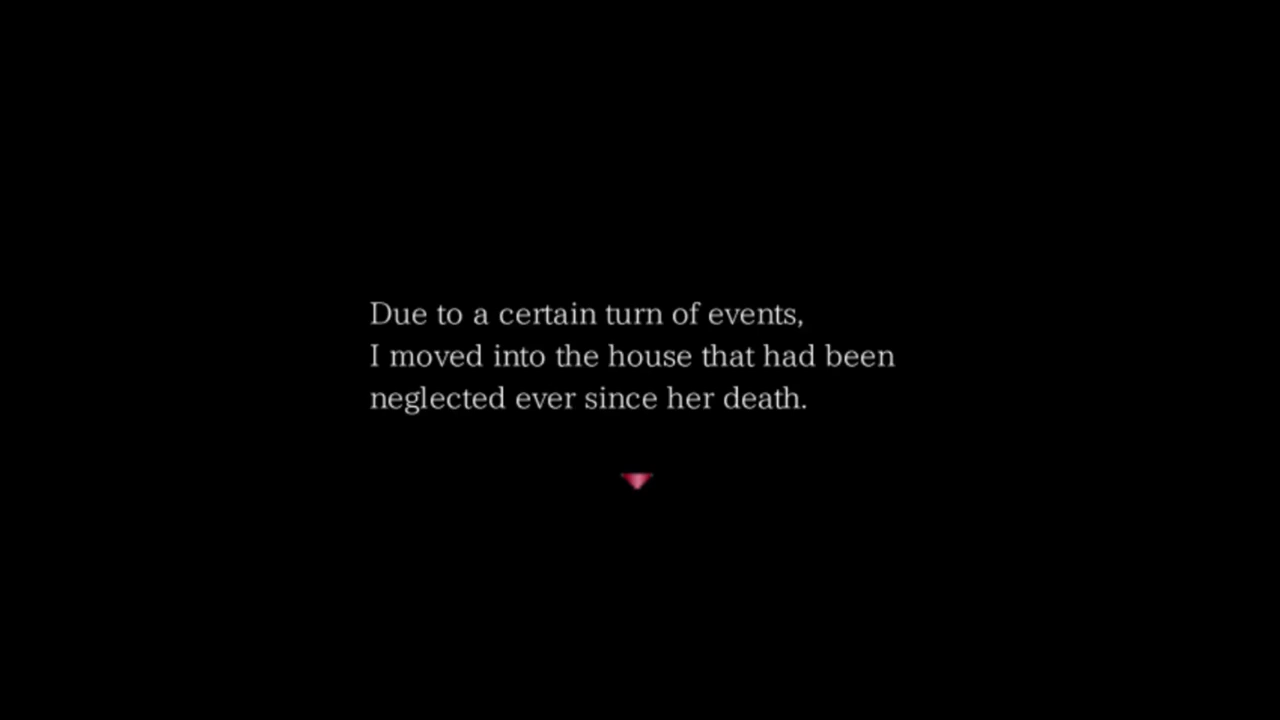 Due to a certain turn of events,
I moved into the house that had been
neglected ever since her death.